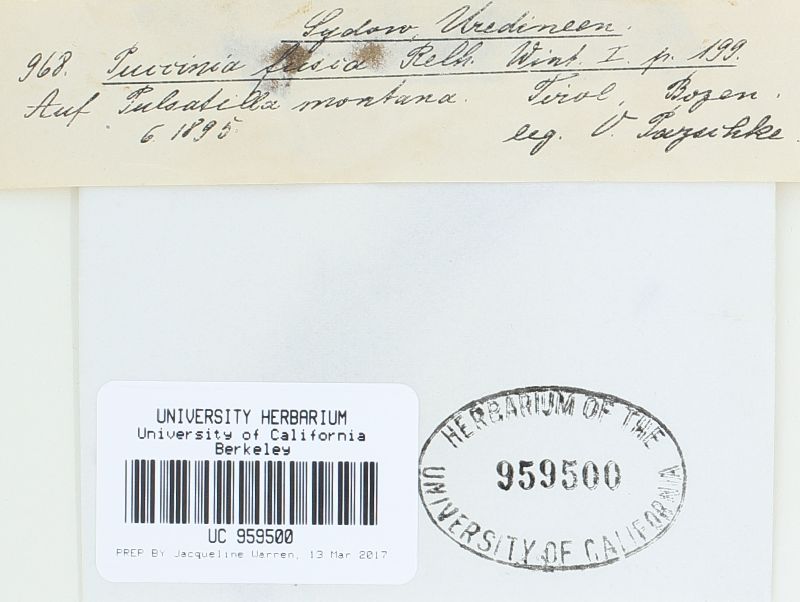 Sydow, Uredineen.
968. Puccinia fusca Relh. Wint. I. p. 199.
Auf Pulsatilla montana. Tirol, Bozen.
6. 1895 leg. O. Pazschke.
UNIVERSITY HERBARIUM
University of California
Berkeley
UC 959500
PREP BY Jacqueline Warren, 13 Mar 2017
HERBARIUM OF THE
959500
UNIVERSITY OF CALIFORNIA